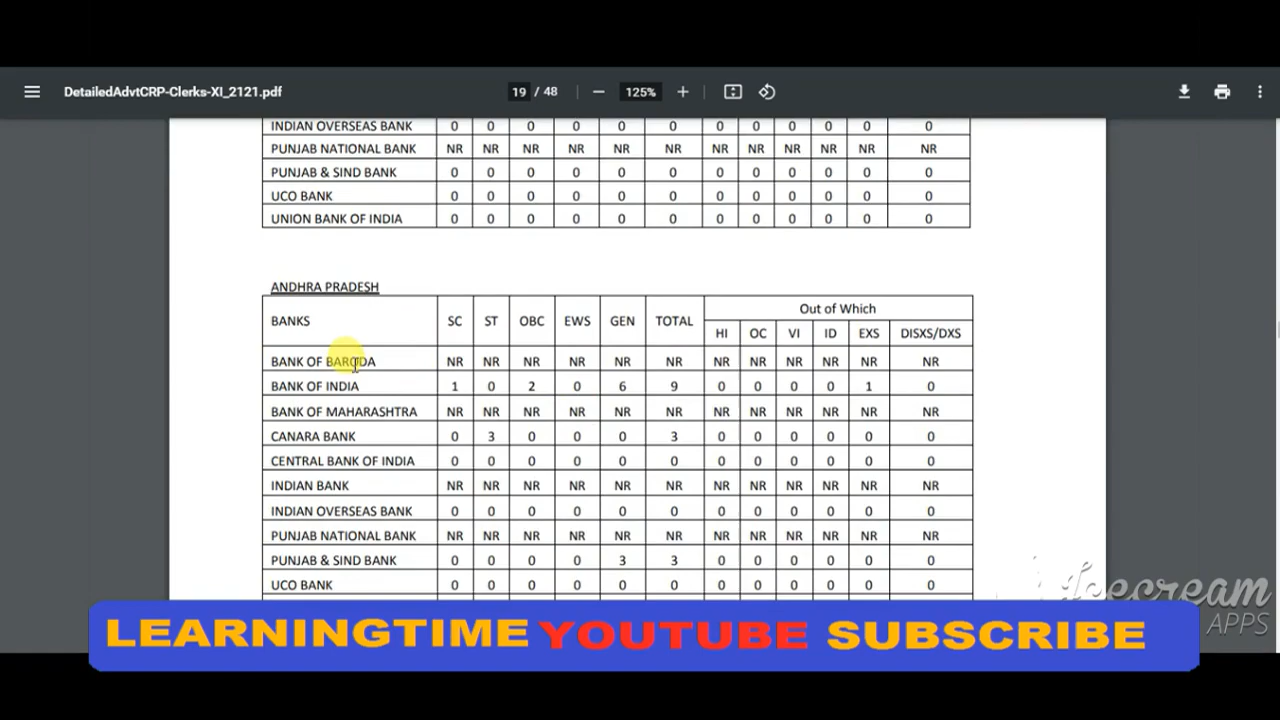 DetailedAdvtCRP-Clerks-XI_2121.pdf 19 / 48 125%
INDIAN OVERSEAS BANK 0 0 0 0 0 0 0 0 0 0 0 0
PUNJAB NATIONAL BANK NR NR NR NR NR NR NR NR NR NR NR NR
PUNJAB & SIND BANK 0 0 0 0 0 0 0 0 0 0 0 0
UCO BANK 0 0 0 0 0 0 0 0 0 0 0 0
UNION BANK OF INDIA 0 0 0 0 0 0 0 0 0 0 0 0
ANDHRA PRADESH
Out of Which
BANKS SC ST OBC EWS GEN TOTAL
HI OC VI ID EXS DISXS/DXS
BANK OF BARODA NR NR NR NR NR NR NR NR NR NR NR NR
BANK OF INDIA 1 0 2 0 6 9 0 0 0 0 1 0
BANK OF MAHARASHTRA NR NR NR NR NR NR NR NR NR NR NR NR
CANARA BANK 0 3 0 0 0 3 0 0 0 0 0 0
CENTRAL BANK OF INDIA 0 0 0 0 0 0 0 0 0 0 0 0
INDIAN BANK NR NR NR NR NR NR NR NR NR NR NR NR
INDIAN OVERSEAS BANK 0 0 0 0 0 0 0 0 0 0 0 0
PUNJAB NATIONAL BANK NR NR NR NR NR NR NR NR NR NR NR NR
PUNJAB & SIND BANK 0 0 0 0 3 3 0 0 0 0 0 0
UCO BANK 0 0 0 0 0 0 0 0 0 0 0 0
icecream
APPS
LEARNINGTIME YOUTUBE SUBSCRIBE